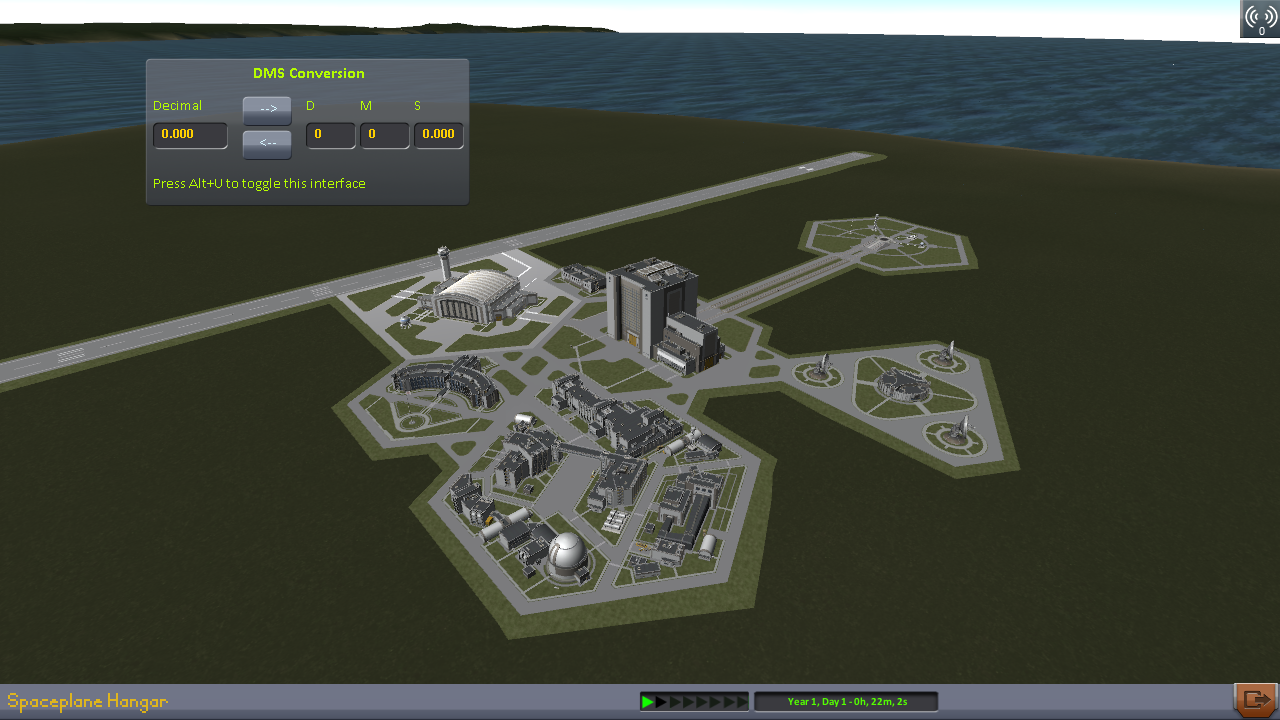 0
DMS Conversion
Decimal --> D M S
0.000 <-- 0 0 0.000
Press Alt+U to toggle this interface
Spaceplane Hangar
Year 1, Day 1 - 0h, 22m, 2s